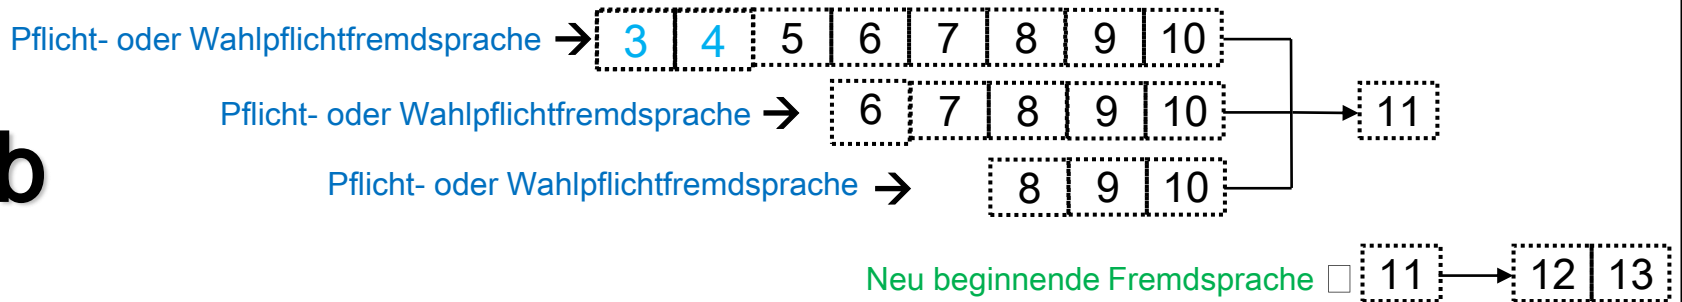 Pflicht- oder Wahlpflichtfremdsprache → 3 4 5 6 7 8 9 10
Pflicht- oder Wahlpflichtfremdsprache → 6 7 8 9 10 11
b
Pflicht- oder Wahlpflichtfremdsprache → 8 9 10
Neu beginnende Fremdsprache 11 12 13